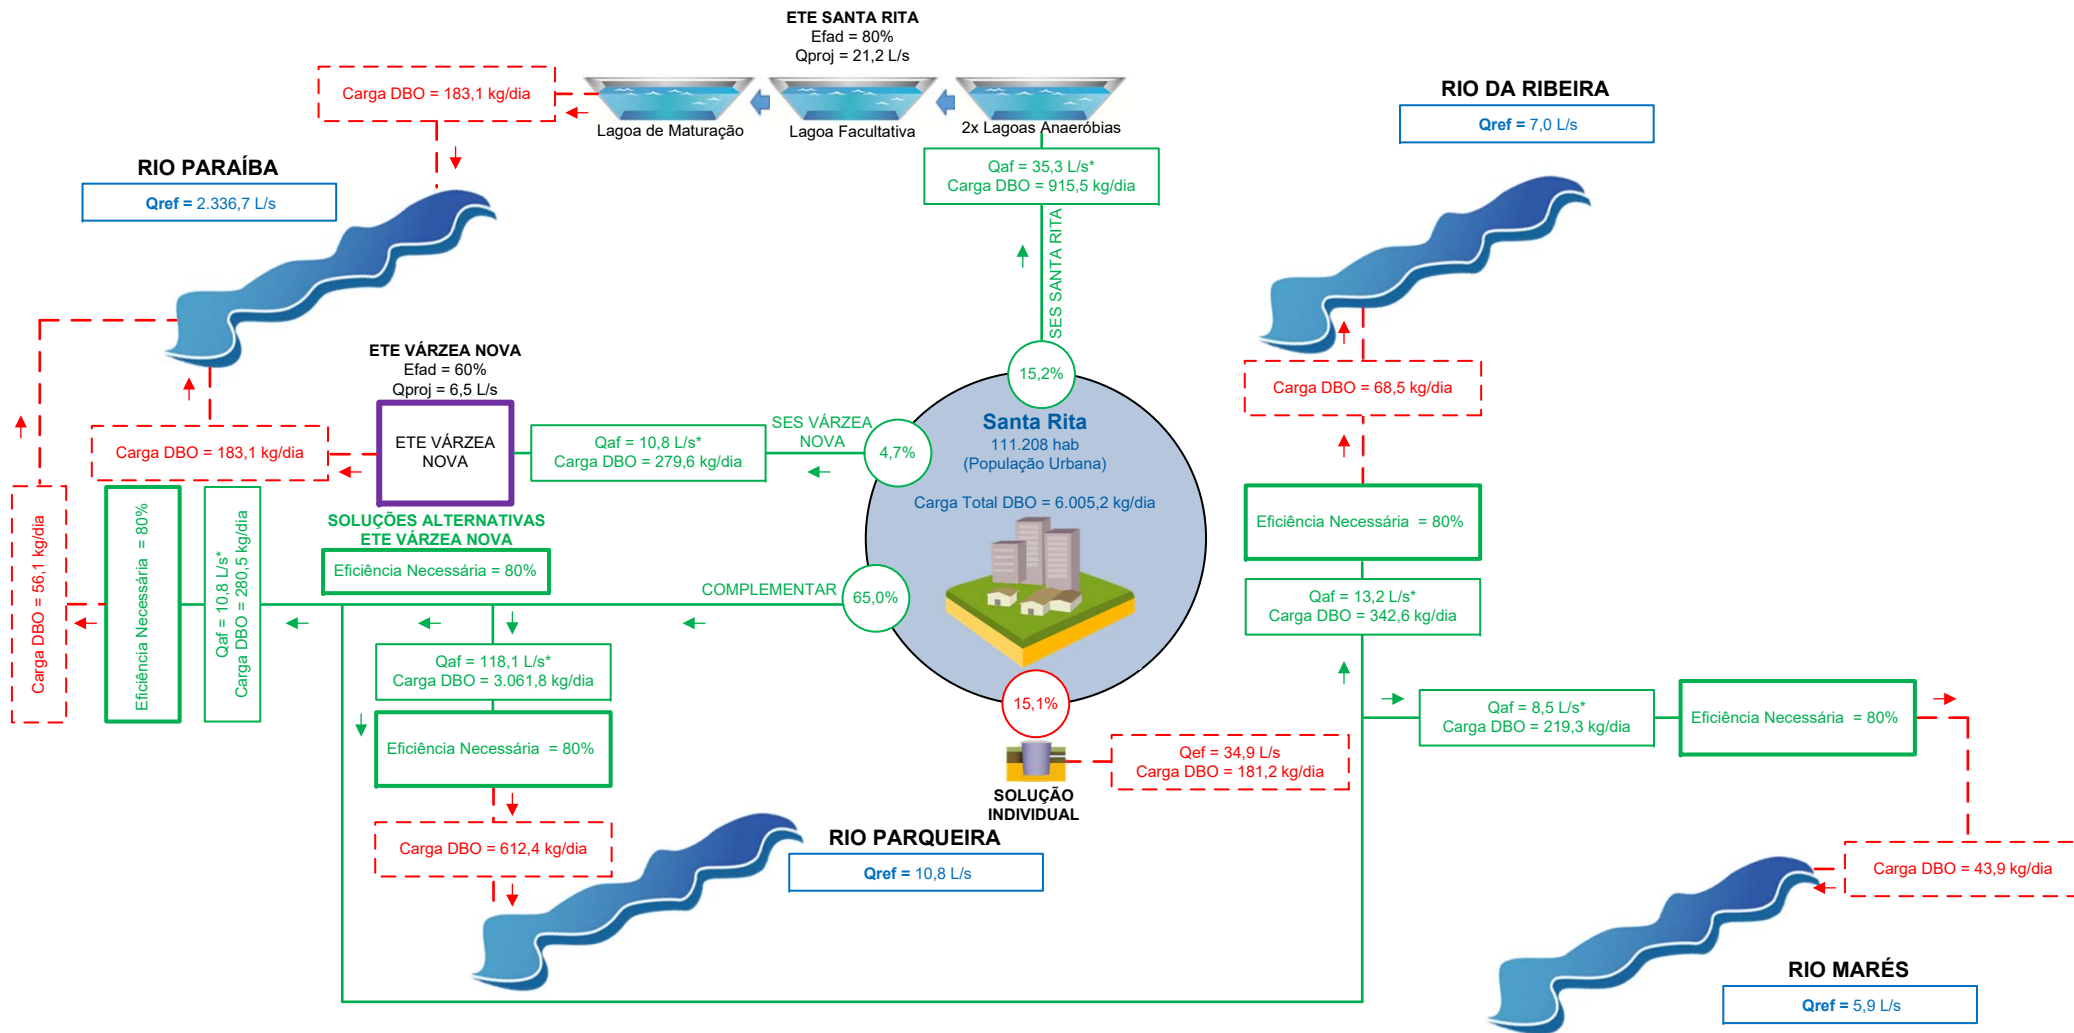 ETE SANTA RITA
Efad = 80%
Qproj = 21,2 L/s
Carga DBO = 183,1 kg/dia
Lagoa de Maturação
Lagoa Facultativa
2x Lagoas Anaeróbias
RIO DA RIBEIRA
Qref = 7,0 L/s
RIO PARAÍBA
Qref = 2.336,7 L/s
Qaf = 35,3 L/s*
Carga DBO = 915,5 kg/dia
SES SANTA RITA
15,2%
ETE VÁRZEA NOVA
Efad = 60%
Qproj = 6,5 L/s
Carga DBO = 183,1 kg/dia
ETE VÁRZEA
NOVA
Qaf = 10,8 L/s*
Carga DBO = 279,6 kg/dia
SES VÁRZEA
NOVA
4,7%
Santa Rita
111.208 hab
(População Urbana)
Carga Total DBO = 6.005,2 kg/dia
Carga DBO = 68,5 kg/dia
Eficiência Necessária = 80%
Qaf = 13,2 L/s*
Carga DBO = 342,6 kg/dia
SOLUÇÕES ALTERNATIVAS
ETE VÁRZEA NOVA
Eficiência Necessária = 80%
COMPLEMENTAR
65,0%
Carga DBO = 56,1 kg/dia
Eficiência Necessária = 80%
Qaf = 10,8 L/s*
Carga DBO = 280,5 kg/dia
Qaf = 118,1 L/s*
Carga DBO = 3.061,8 kg/dia
Eficiência Necessária = 80%
Carga DBO = 612,4 kg/dia
15,1%
SOLUÇÃO
INDIVIDUAL
Qef = 34,9 L/s
Carga DBO = 181,2 kg/dia
Qaf = 8,5 L/s*
Carga DBO = 219,3 kg/dia
Eficiência Necessária = 80%
RIO PARQUEIRA
Qref = 10,8 L/s
Carga DBO = 43,9 kg/dia
RIO MARÉS
Qref = 5,9 L/s